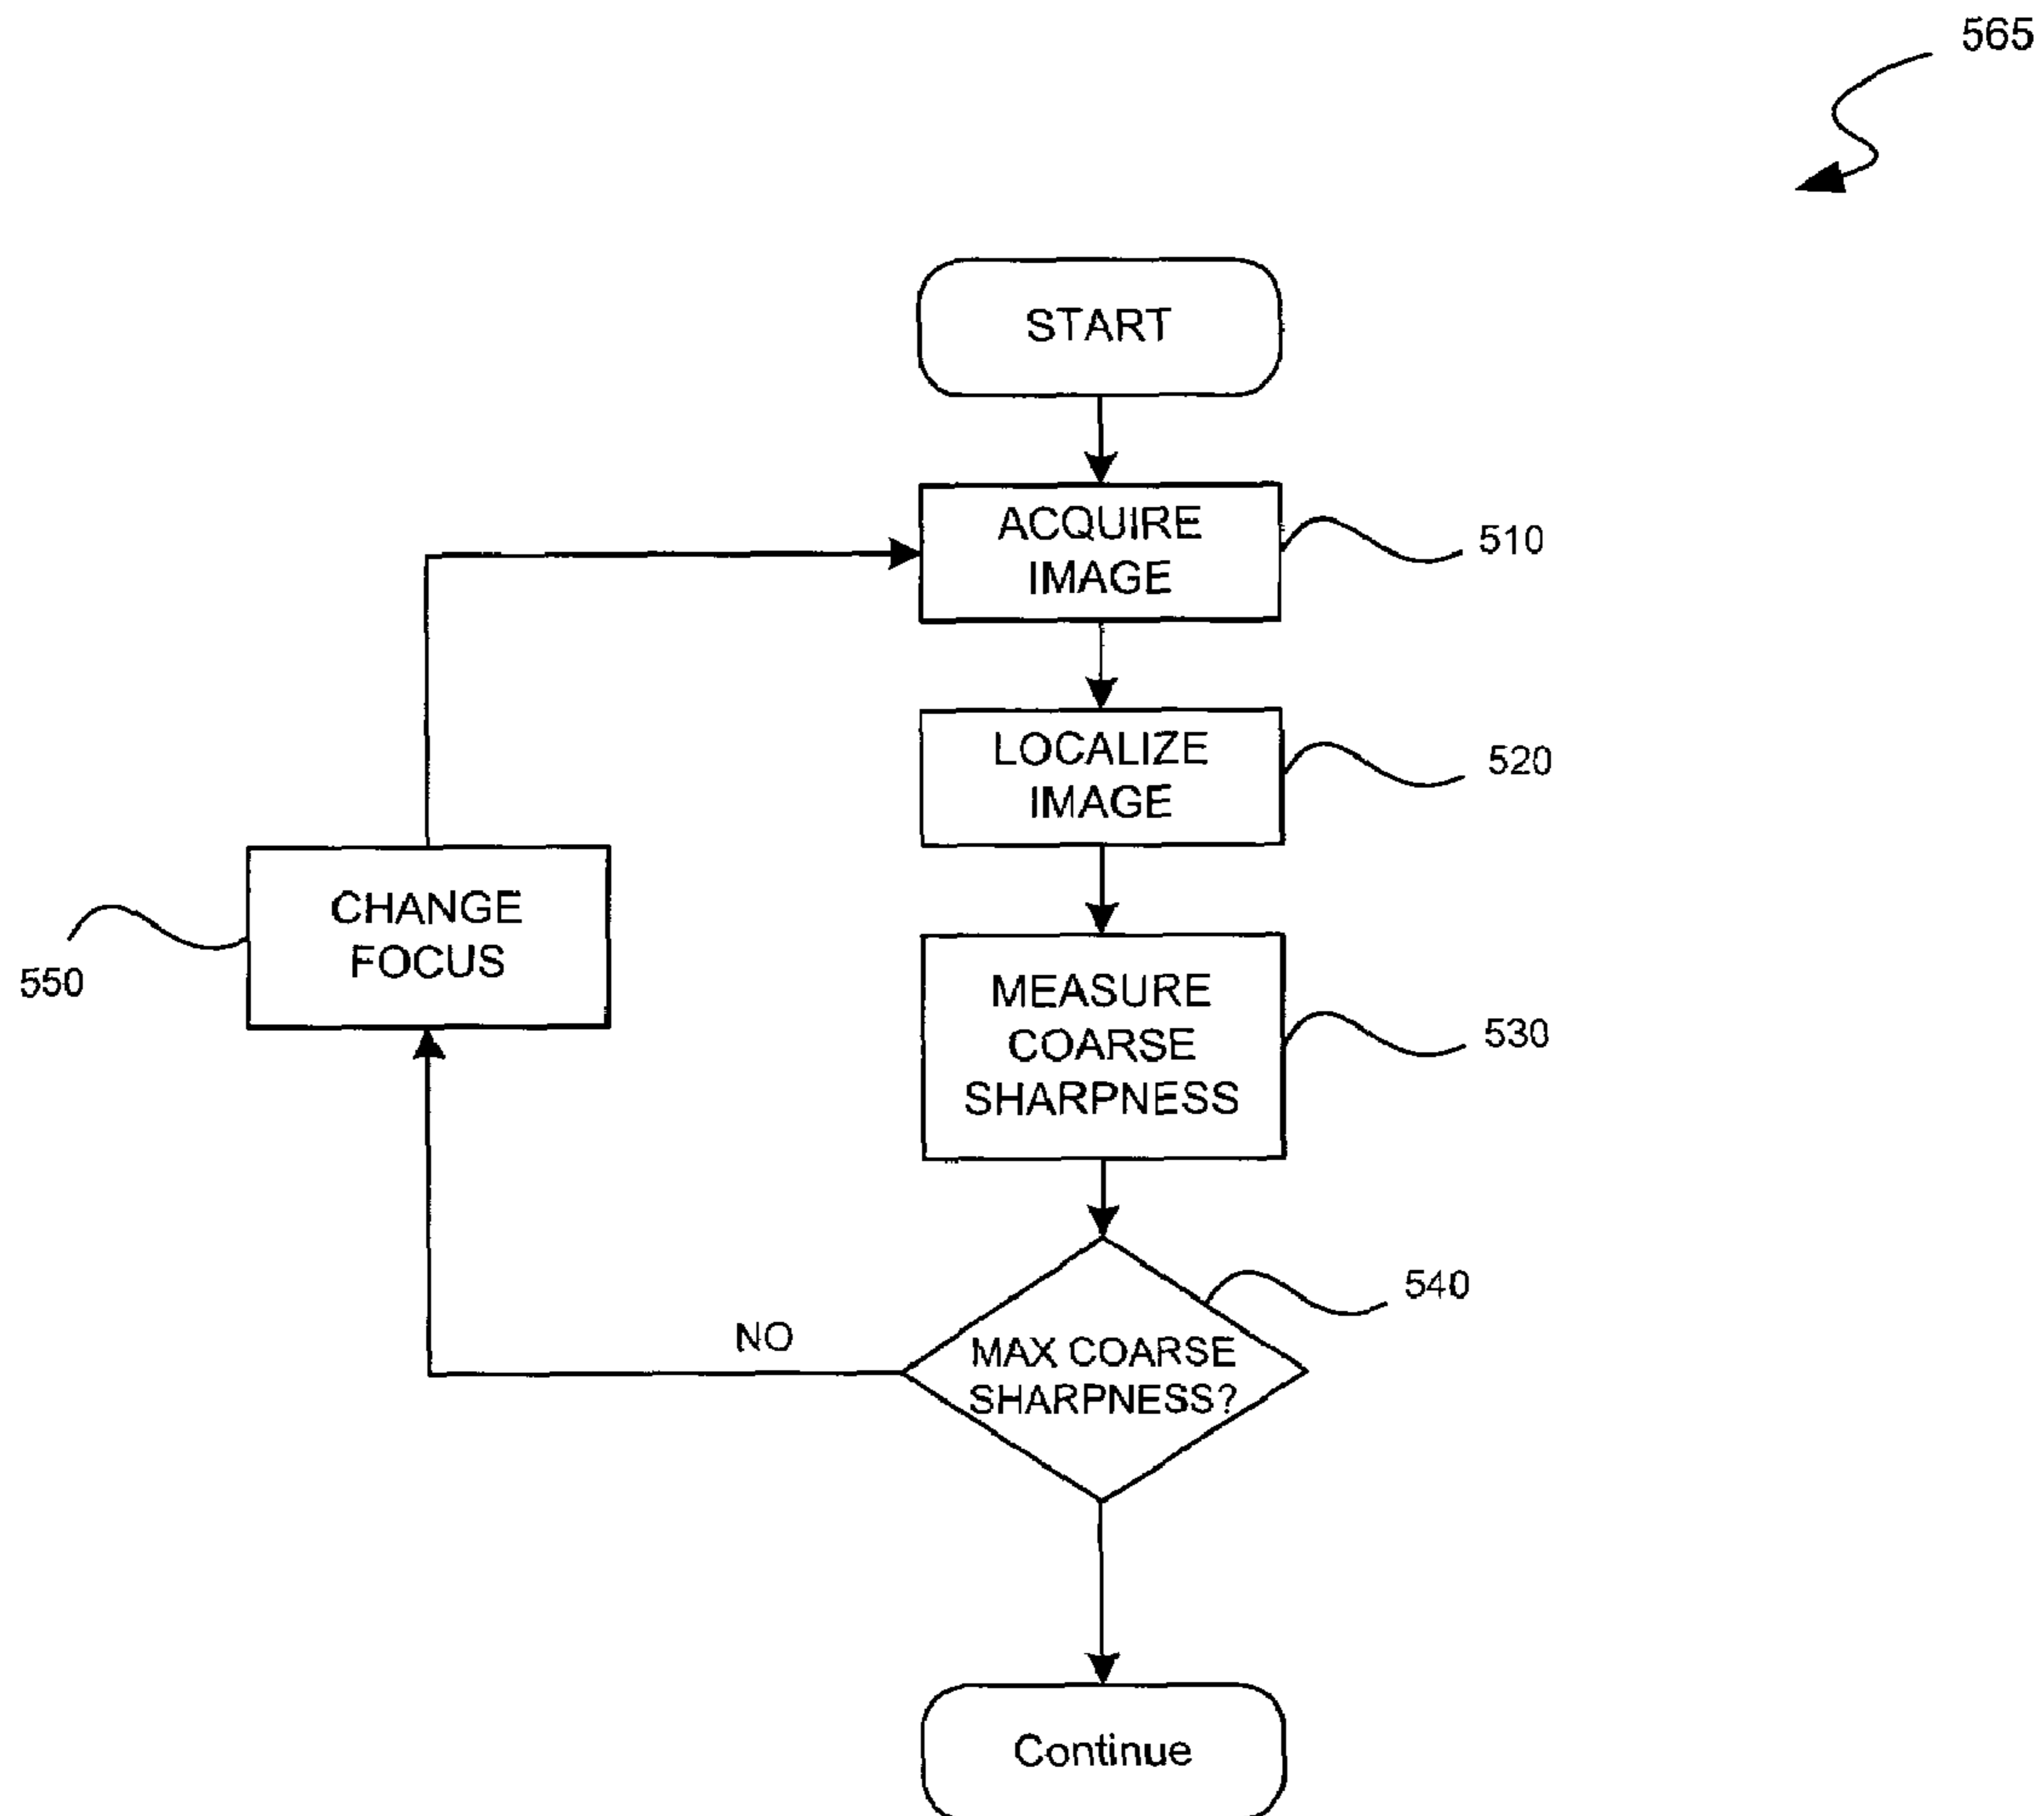 565
START
ACQUIRE
IMAGE
510
LOCALIZE
IMAGE
520
CHANGE
FOCUS
550
MEASURE
COARSE
SHARPNESS
530
540
NO
MAX COARSE
SHARPNESS?
Continue